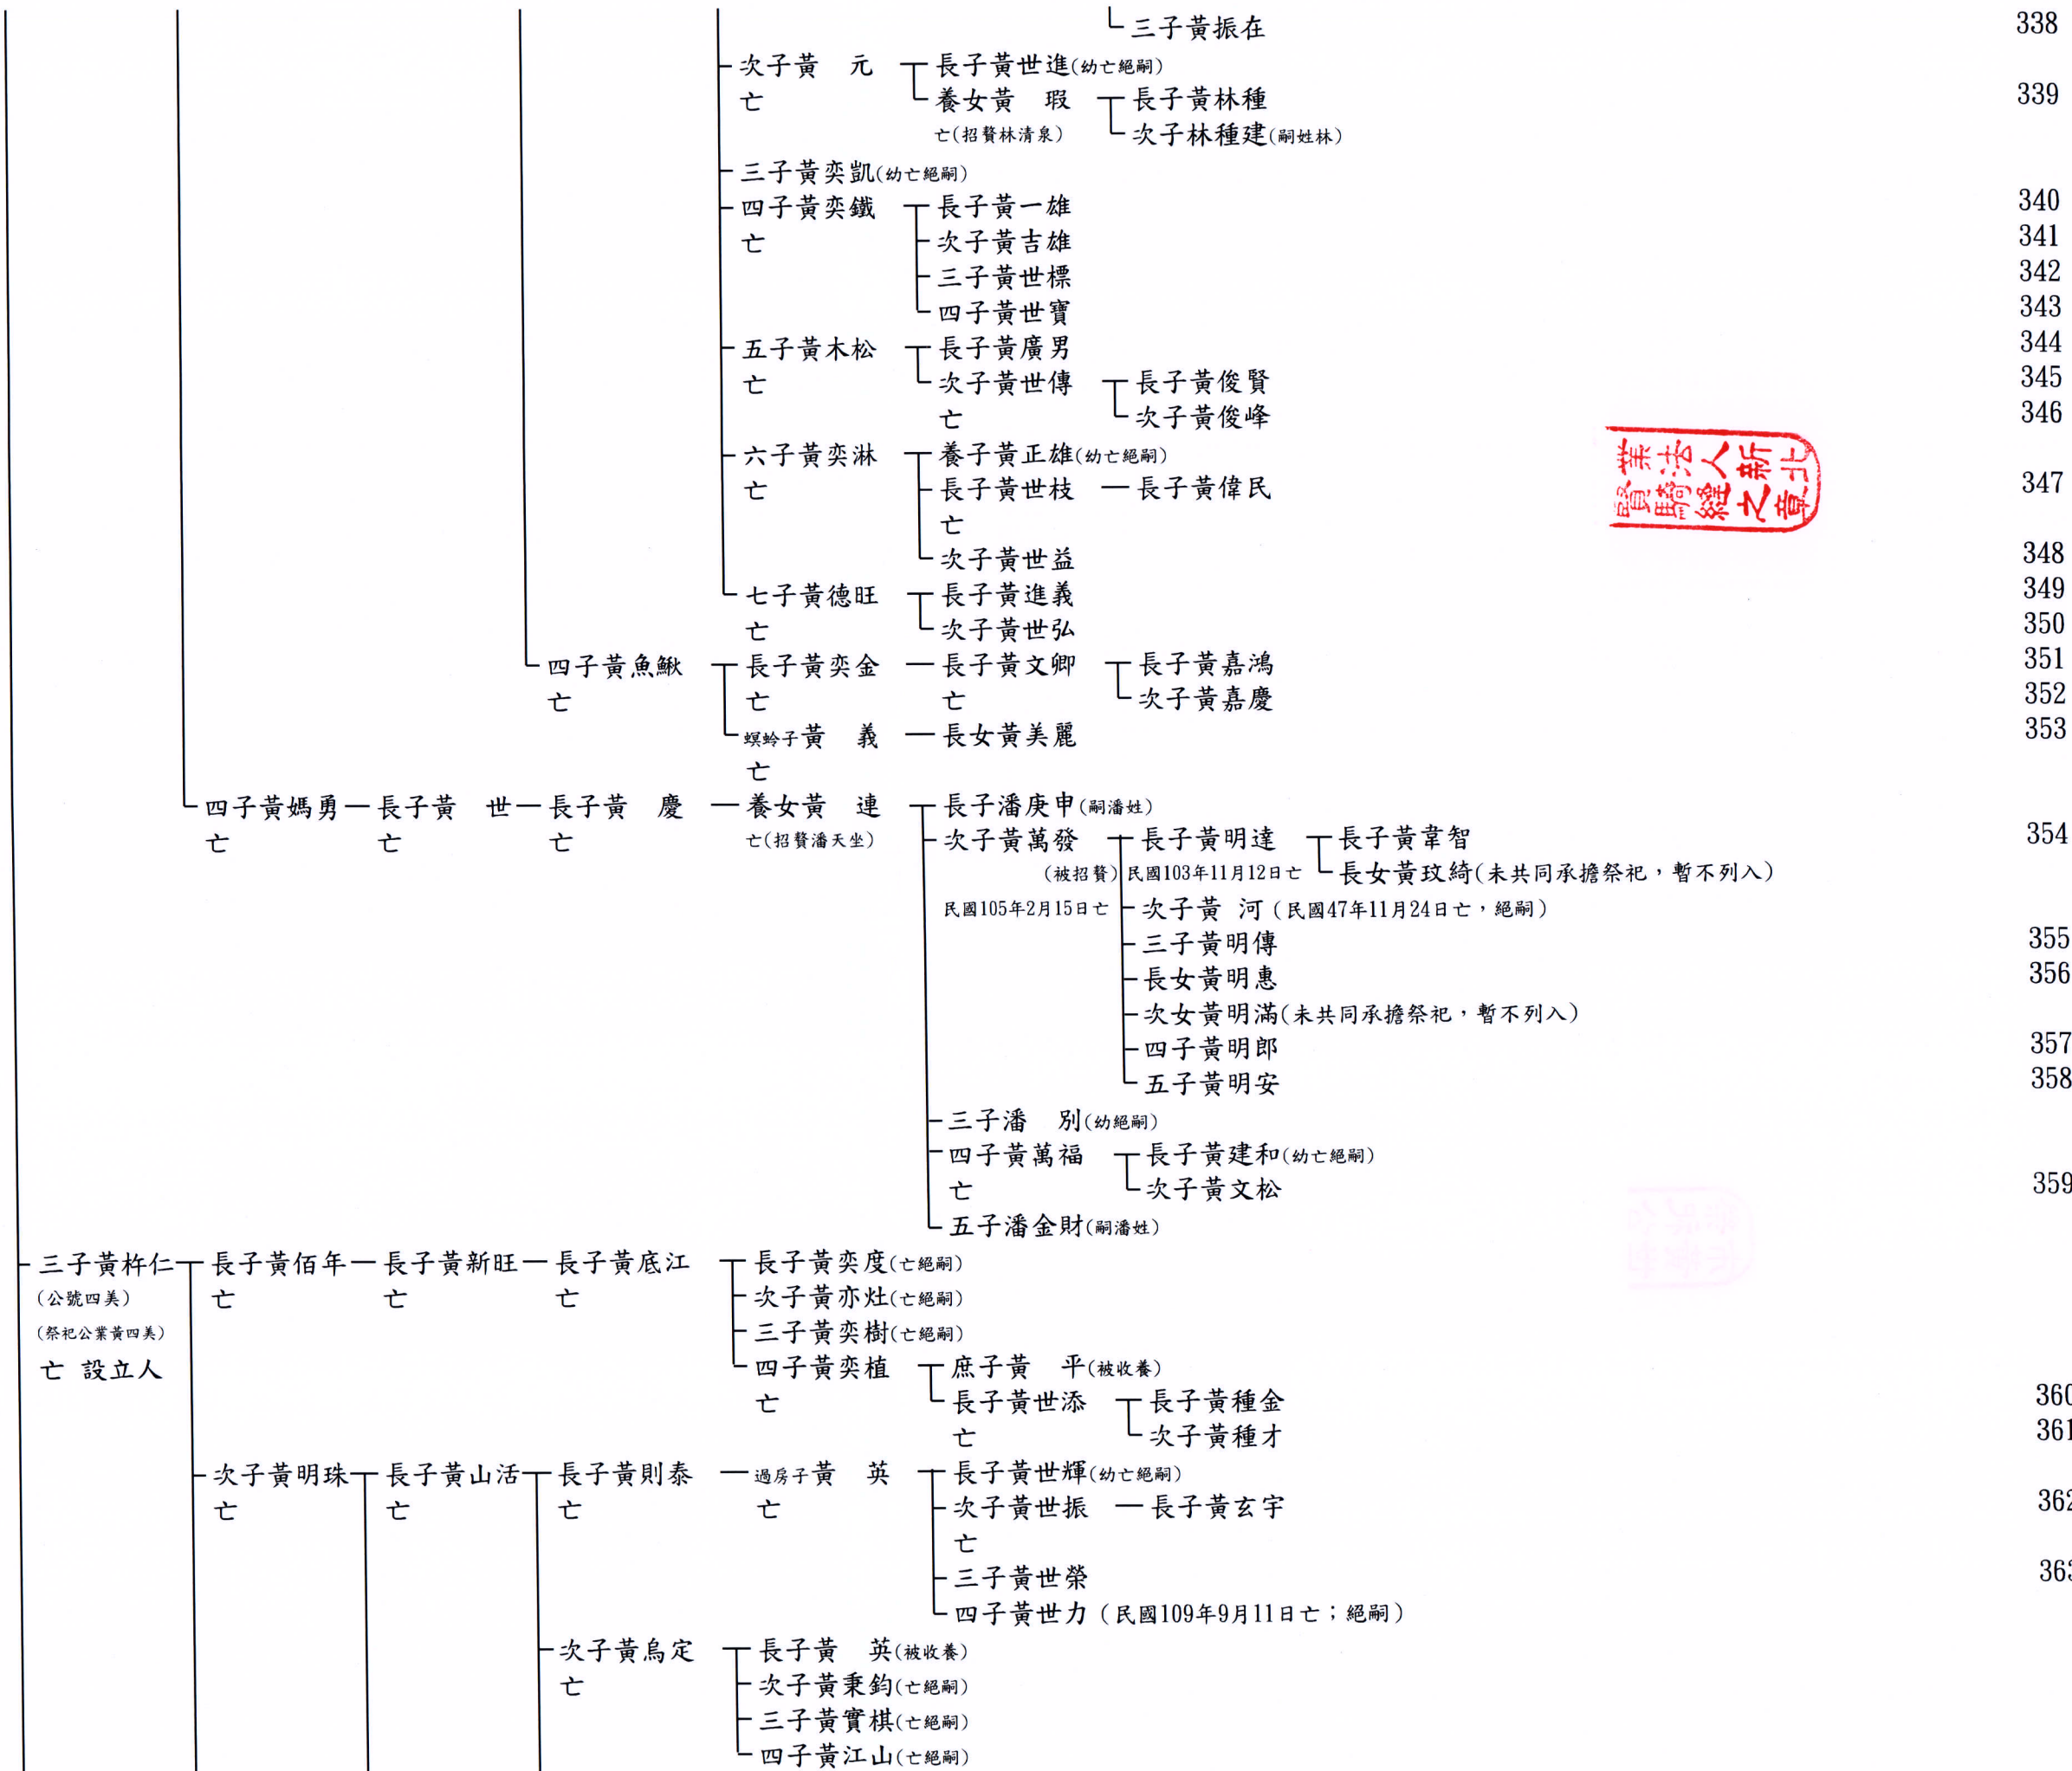 三子黃振在 338
次子黃　元 長子黃世進(幼亡絕嗣)
亡 養女黃　瑕 長子黃林種 339
亡(招贅林清泉) 次子林種建(嗣姓林)
三子黃奕凱(幼亡絕嗣)
四子黃奕鐵 長子黃一雄 340
亡 次子黃吉雄 341
三子黃世標 342
四子黃世寶 343
五子黃木松 長子黃廣男 344
亡 次子黃世傳 長子黃俊賢 345
亡 次子黃俊峰 346
六子黃奕淋 養子黃正雄(幼亡絕嗣)
亡 長子黃世枝 長子黃偉民 347
亡
次子黃世益 348
七子黃德旺 長子黃進義 349
亡 次子黃世弘 350
四子黃魚鰍 長子黃奕金 長子黃文卿 長子黃嘉鴻 351
亡 亡 亡 次子黃嘉慶 352
螟蛉子黃　義 長女黃美麗 353
亡
四子黃媽勇 長子黃　世 長子黃　慶 養女黃　連 長子潘庚申(嗣潘姓)
亡 亡 亡 亡(招贅潘天坐) 次子黃萬發 長子黃明達 長子黃韋智 354
(被招贅) 民國103年11月12日亡 長女黃玟綺(未共同承擔祭祀，暫不列入)
民國105年2月15日亡 次子黃 河(民國47年11月24日亡，絕嗣)
三子黃明傳 355
長女黃明惠 356
次女黃明滿(未共同承擔祭祀，暫不列入)
四子黃明郎 357
五子黃明安 358
三子潘　別(幼絕嗣)
四子黃萬福 長子黃建和(幼亡絕嗣)
亡 次子黃文松 359
五子潘金財(嗣潘姓)
三子黃杵仁 長子黃佰年 長子黃新旺 長子黃底江 長子黃奕度(亡絕嗣)
(公號四美) 亡 亡 亡 次子黃亦灶(亡絕嗣)
(祭祀公業黃四美) 三子黃奕樹(亡絕嗣)
亡 設立人 四子黃奕植 庶子黃　平(被收養)
亡 長子黃世添 長子黃種金 360
亡 次子黃種才 361
次子黃明珠 長子黃山活 長子黃則泰 過房子黃　英 長子黃世輝(幼亡絕嗣)
亡 亡 亡 亡 次子黃世振 長子黃玄宇 362
亡
三子黃世榮 363
四子黃世力(民國109年9月11日亡；絕嗣)
次子黃烏定 長子黃　英(被收養)
亡 次子黃秉鈞(亡絕嗣)
三子黃實棋(亡絕嗣)
四子黃江山(亡絕嗣)